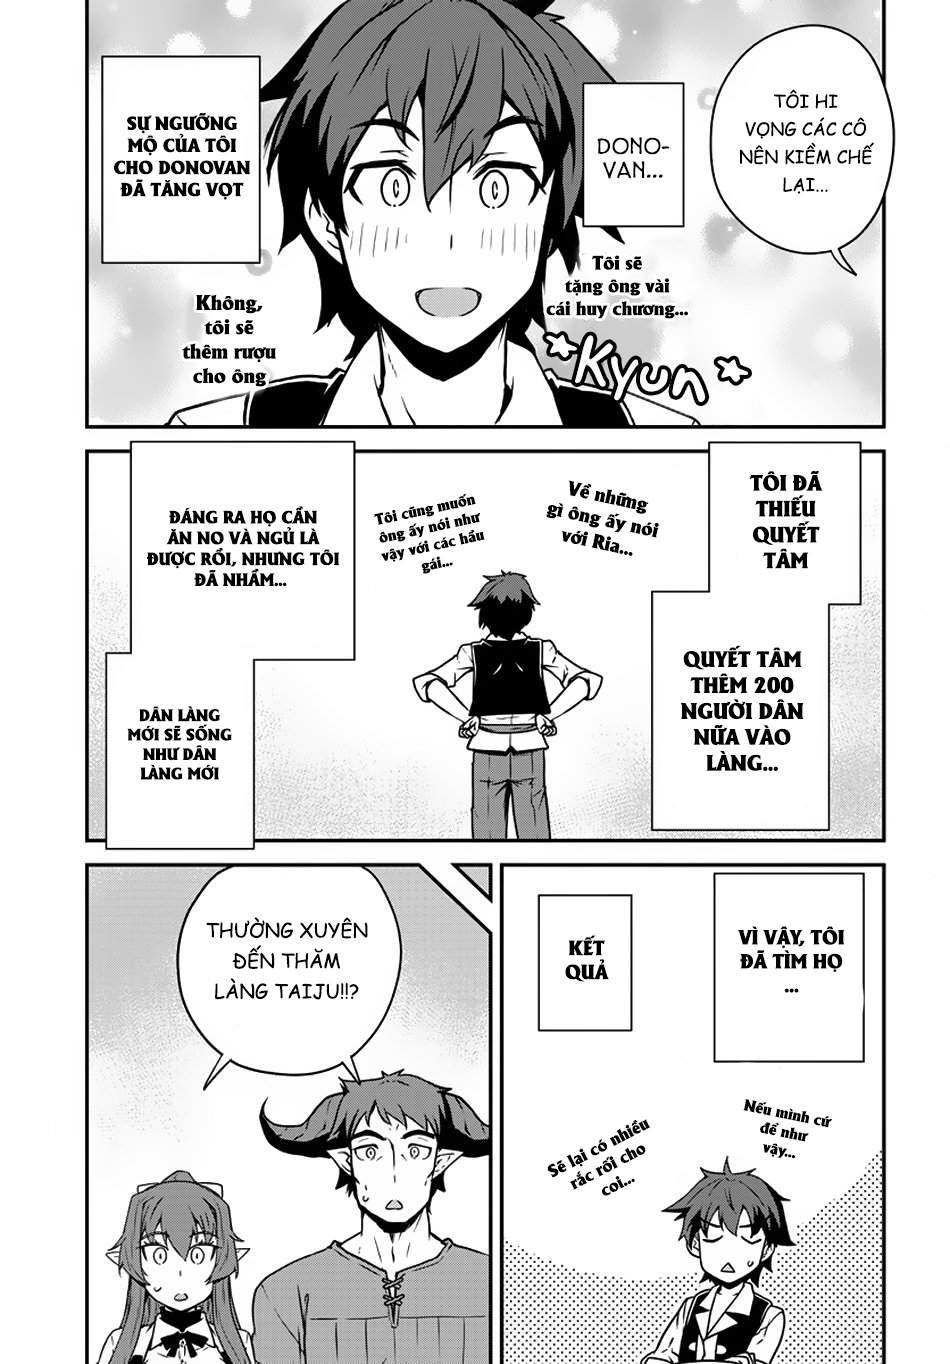 TÔI HI
VỌNG CÁC CÔ
NÊN KIỀM CHẾ
LẠI...
DONO-
VAN...
SỰ NGƯỠNG
MỘ CỦA TÔI
CHO DONOVAN
ĐÃ TĂNG VỌT
Tôi sẽ
tặng ông vài
cái huy chương...
Không,
tôi sẽ
thêm rượu
cho ông
Kyun
TÔI ĐÃ
THIẾU
QUYẾT
TÂM
QUYẾT TÂM
THÊM 200
NGƯỜI DÂN
NỮA VÀO
LÀNG...
Về những
gì ông ấy nói
với Ria...
Tôi cũng muốn
ông ấy nói như
vậy với các hầu
gái...
ĐÁNG RA HỌ CẦN
ĂN NO VÀ NGỦ LÀ
ĐƯỢC RỒI, NHƯNG TÔI
ĐÃ NHẦM...
DÂN LÀNG
MỚI SẼ SỐNG
NHƯ DÂN
LÀNG MỚI
VÌ VẬY, TÔI
ĐÃ TÌM HỌ
...
KẾT
QUẢ
Nếu mình cứ
để như
vậy...
Sẽ lại có nhiều
rắc rối cho
coi...
THƯỜNG XUYÊN
ĐẾN THĂM
LÀNG TAIJU!!?